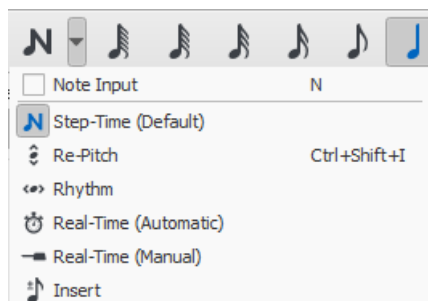 Note Input N
Step-Time (Default)
Re-Pitch Ctrl+Shift+I
Rhythm
Real-Time (Automatic)
Real-Time (Manual)
Insert